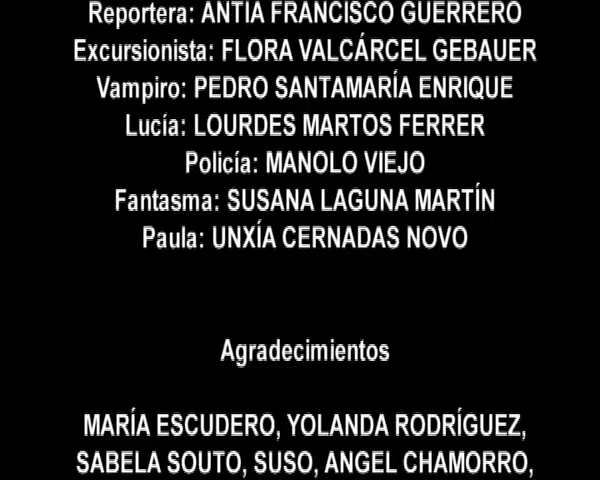 Reportera: ANTIA FRANCISCO GUERRERO
Excursionista: FLORA VALCÁRCEL GEBAUER
Vampiro: PEDRO SANTAMARÍA ENRIQUE
Lucía: LOURDES MARTOS FERRER
Policía: MANOLO VIEJO
Fantasma: SUSANA LAGUNA MARTÍN
Paula: UNXÍA CERNADAS NOVO
Agradecimientos
MARÍA ESCUDERO, YOLANDA RODRÍGUEZ,
SABELA SOUTO, SUSO, ANGEL CHAMORRO,